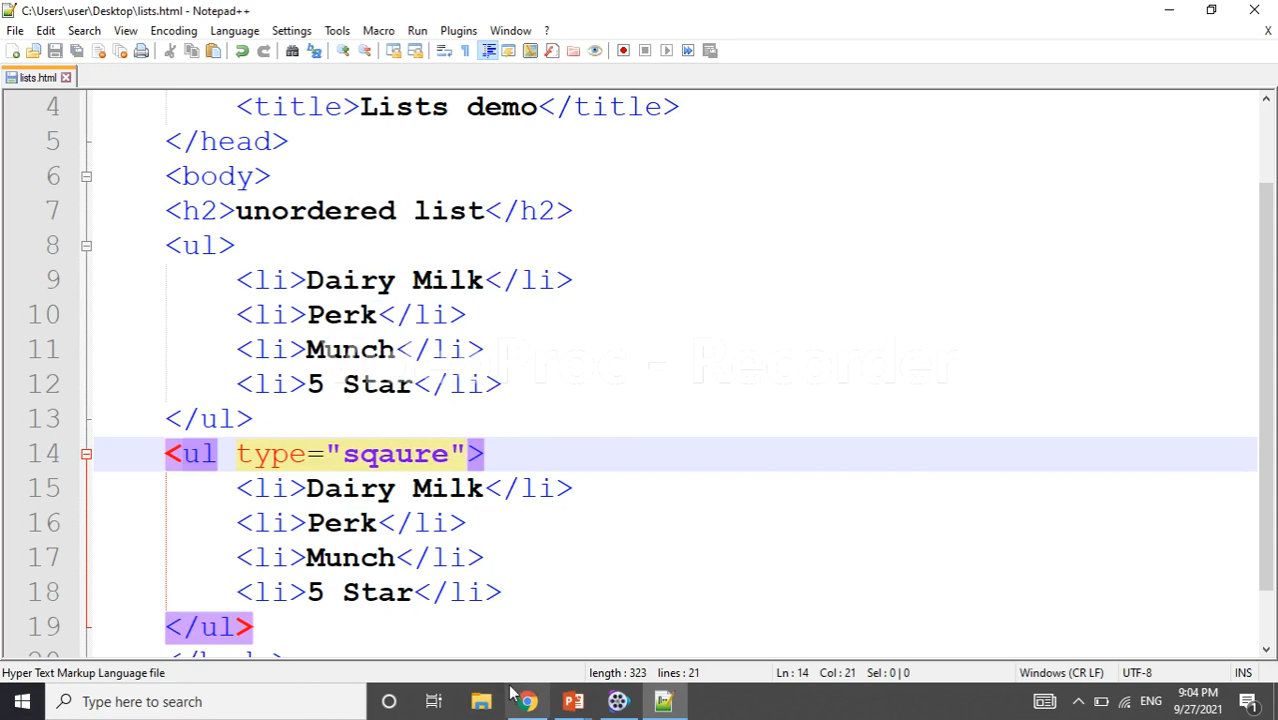 C:\Users\user\Desktop\lists.html - Notepad++
File Edit Search View Encoding Language Settings Tools Macro Run Plugins Window ? X
lists.html
4 <title>Lists demo</title>
5 </head>
6 <body>
7 <h2>unordered list</h2>
8 <ul>
9 <li>Dairy Milk</li>
10 <li>Perk</li>
11 <li>Munch</li>
12 <li>5 Star</li>
13 </ul>
14 <ul type="sqaure">
15 <li>Dairy Milk</li>
16 <li>Perk</li>
17 <li>Munch</li>
18 <li>5 Star</li>
19 </ul>
- Recorder
Hyper Text Markup Language file length : 323 lines : 21 Ln : 14 Col : 21 Sel : 0 | 0 Windows (CR LF) UTF-8 INS
Type here to search ENG 9:04 PM
9/27/2021 1